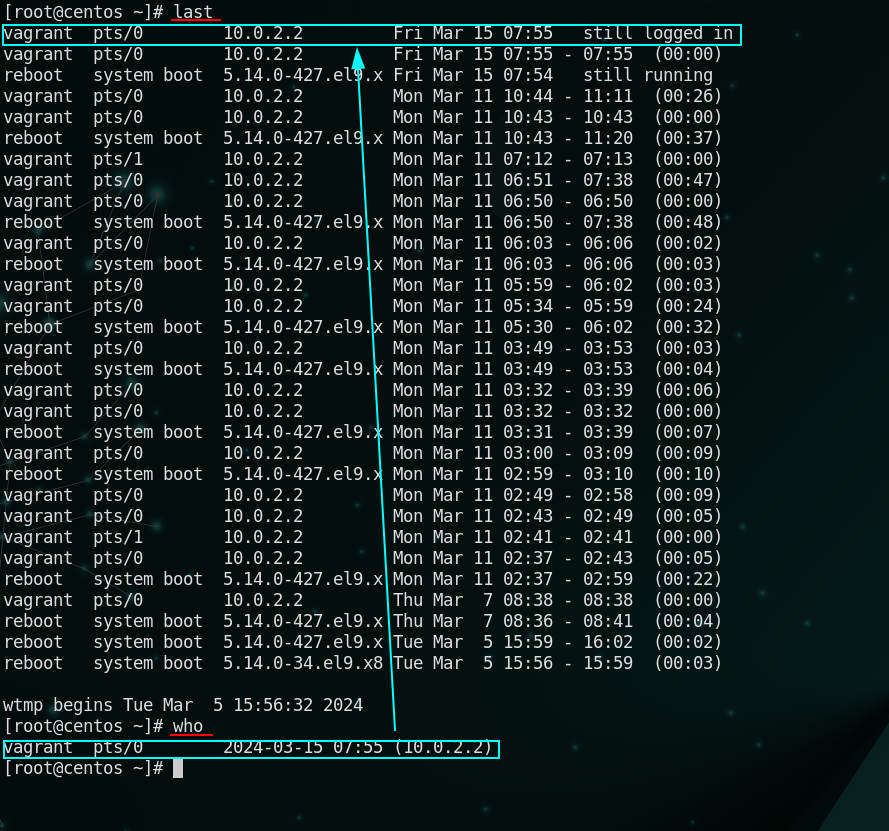 [root@centos ~]# last
vagrant  pts/0        10.0.2.2         Fri Mar 15 07:55   still logged in
vagrant  pts/0        10.0.2.2         Fri Mar 15 07:55 - 07:55  (00:00)
reboot   system boot  5.14.0-427.el9.x Fri Mar 15 07:54   still running
vagrant  pts/0        10.0.2.2         Mon Mar 11 10:44 - 11:11  (00:26)
vagrant  pts/0        10.0.2.2         Mon Mar 11 10:43 - 10:43  (00:00)
reboot   system boot  5.14.0-427.el9.x Mon Mar 11 10:43 - 11:20  (00:37)
vagrant  pts/1        10.0.2.2         Mon Mar 11 07:12 - 07:13  (00:00)
vagrant  pts/0        10.0.2.2         Mon Mar 11 06:51 - 07:38  (00:47)
vagrant  pts/0        10.0.2.2         Mon Mar 11 06:50 - 06:50  (00:00)
reboot   system boot  5.14.0-427.el9.x Mon Mar 11 06:50 - 07:38  (00:48)
vagrant  pts/0        10.0.2.2         Mon Mar 11 06:03 - 06:06  (00:02)
reboot   system boot  5.14.0-427.el9.x Mon Mar 11 06:03 - 06:06  (00:03)
vagrant  pts/0        10.0.2.2         Mon Mar 11 05:59 - 06:02  (00:03)
vagrant  pts/0        10.0.2.2         Mon Mar 11 05:34 - 05:59  (00:24)
reboot   system boot  5.14.0-427.el9.x Mon Mar 11 05:30 - 06:02  (00:32)
vagrant  pts/0        10.0.2.2         Mon Mar 11 03:49 - 03:53  (00:03)
reboot   system boot  5.14.0-427.el9.x Mon Mar 11 03:49 - 03:53  (00:04)
vagrant  pts/0        10.0.2.2         Mon Mar 11 03:32 - 03:39  (00:06)
vagrant  pts/0        10.0.2.2         Mon Mar 11 03:32 - 03:32  (00:00)
reboot   system boot  5.14.0-427.el9.x Mon Mar 11 03:31 - 03:39  (00:07)
vagrant  pts/0        10.0.2.2         Mon Mar 11 03:00 - 03:09  (00:09)
reboot   system boot  5.14.0-427.el9.x Mon Mar 11 02:59 - 03:10  (00:10)
vagrant  pts/0        10.0.2.2         Mon Mar 11 02:49 - 02:58  (00:09)
vagrant  pts/0        10.0.2.2         Mon Mar 11 02:43 - 02:49  (00:05)
vagrant  pts/1        10.0.2.2         Mon Mar 11 02:41 - 02:41  (00:00)
vagrant  pts/0        10.0.2.2         Mon Mar 11 02:37 - 02:43  (00:05)
reboot   system boot  5.14.0-427.el9.x Mon Mar 11 02:37 - 02:59  (00:22)
vagrant  pts/0        10.0.2.2         Thu Mar  7 08:38 - 08:38  (00:00)
reboot   system boot  5.14.0-427.el9.x Thu Mar  7 08:36 - 08:41  (00:04)
reboot   system boot  5.14.0-427.el9.x Tue Mar  5 15:59 - 16:02  (00:02)
reboot   system boot  5.14.0-34.el9.x8 Tue Mar  5 15:56 - 15:59  (00:03)

wtmp begins Tue Mar  5 15:56:32 2024
[root@centos ~]# who
vagrant  pts/0        2024-03-15 07:55 (10.0.2.2)
[root@centos ~]#